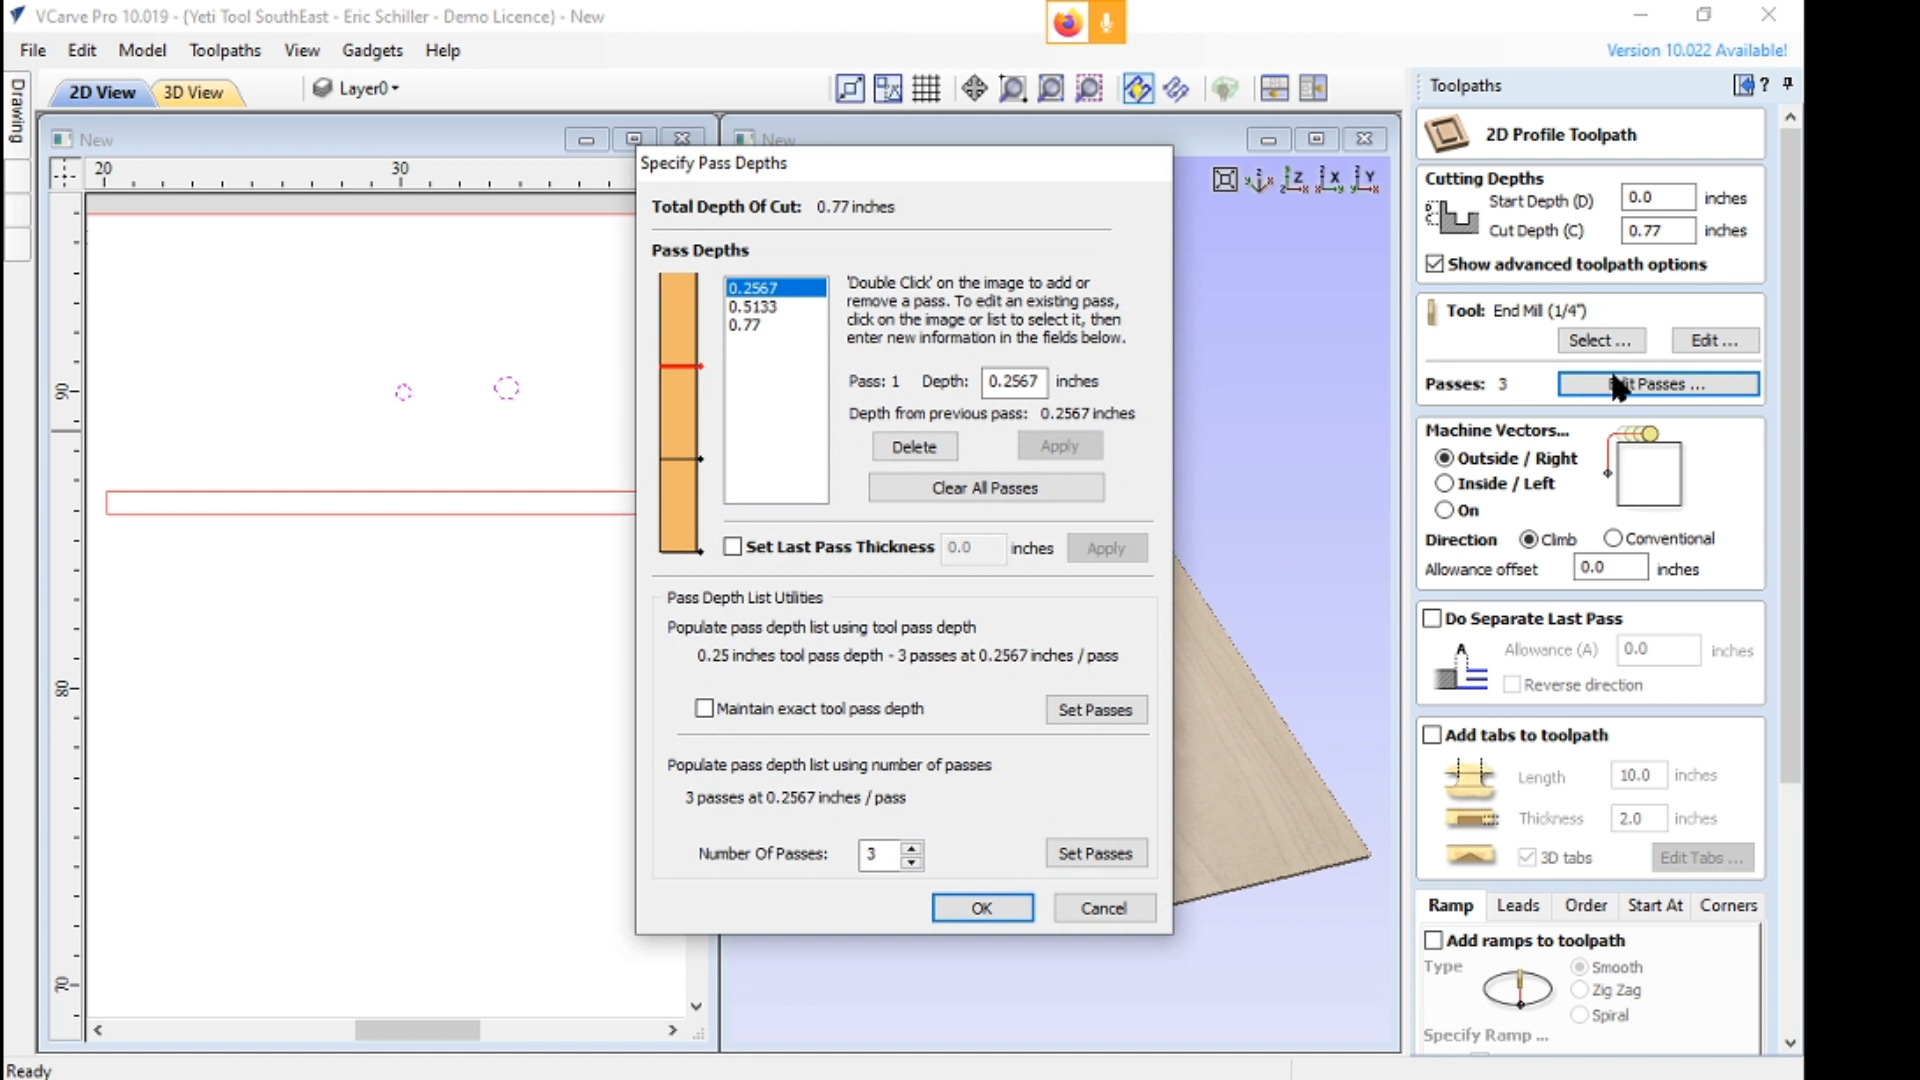 VCarve Pro 10.019 - {Yeti Tool SouthEast - Eric Schiller - Demo Licence} - New
File Edit Model Toolpaths View Gadgets Help
Version 10.022 Available!
Drawing
2D View 3D View Layer0
New
20 30
90
80
70
New
Z X Y
Specify Pass Depths
Total Depth Of Cut: 0.77 inches
Pass Depths
0.2567
0.5133
0.77
'Double Click' on the image to add or
remove a pass. To edit an existing pass,
click on the image or list to select it, then
enter new information in the fields below.
Pass: 1 Depth: 0.2567 inches
Depth from previous pass: 0.2567 inches
Delete Apply
Clear All Passes
Set Last Pass Thickness 0.0 inches Apply
Pass Depth List Utilities
Populate pass depth list using tool pass depth
0.25 inches tool pass depth - 3 passes at 0.2567 inches / pass
Maintain exact tool pass depth Set Passes
Populate pass depth list using number of passes
3 passes at 0.2567 inches / pass
Number Of Passes: 3 Set Passes
OK Cancel
Toolpaths ?
2D Profile Toolpath
Cutting Depths
Start Depth (D) 0.0 inches
Cut Depth (C) 0.77 inches
Show advanced toolpath options
Tool: End Mill (1/4")
Select ... Edit ...
Passes: 3 Passes ...
Machine Vectors...
Outside / Right
Inside / Left
On
Direction Climb Conventional
Allowance offset 0.0 inches
Do Separate Last Pass
A Allowance (A) 0.0 inches
Reverse direction
Add tabs to toolpath
Length 10.0 inches
Thickness 2.0 inches
3D tabs Edit Tabs ...
Ramp Leads Order Start At Corners
Add ramps to toolpath
Type Smooth
Zig Zag
Spiral
Specify Ramp ...
Ready